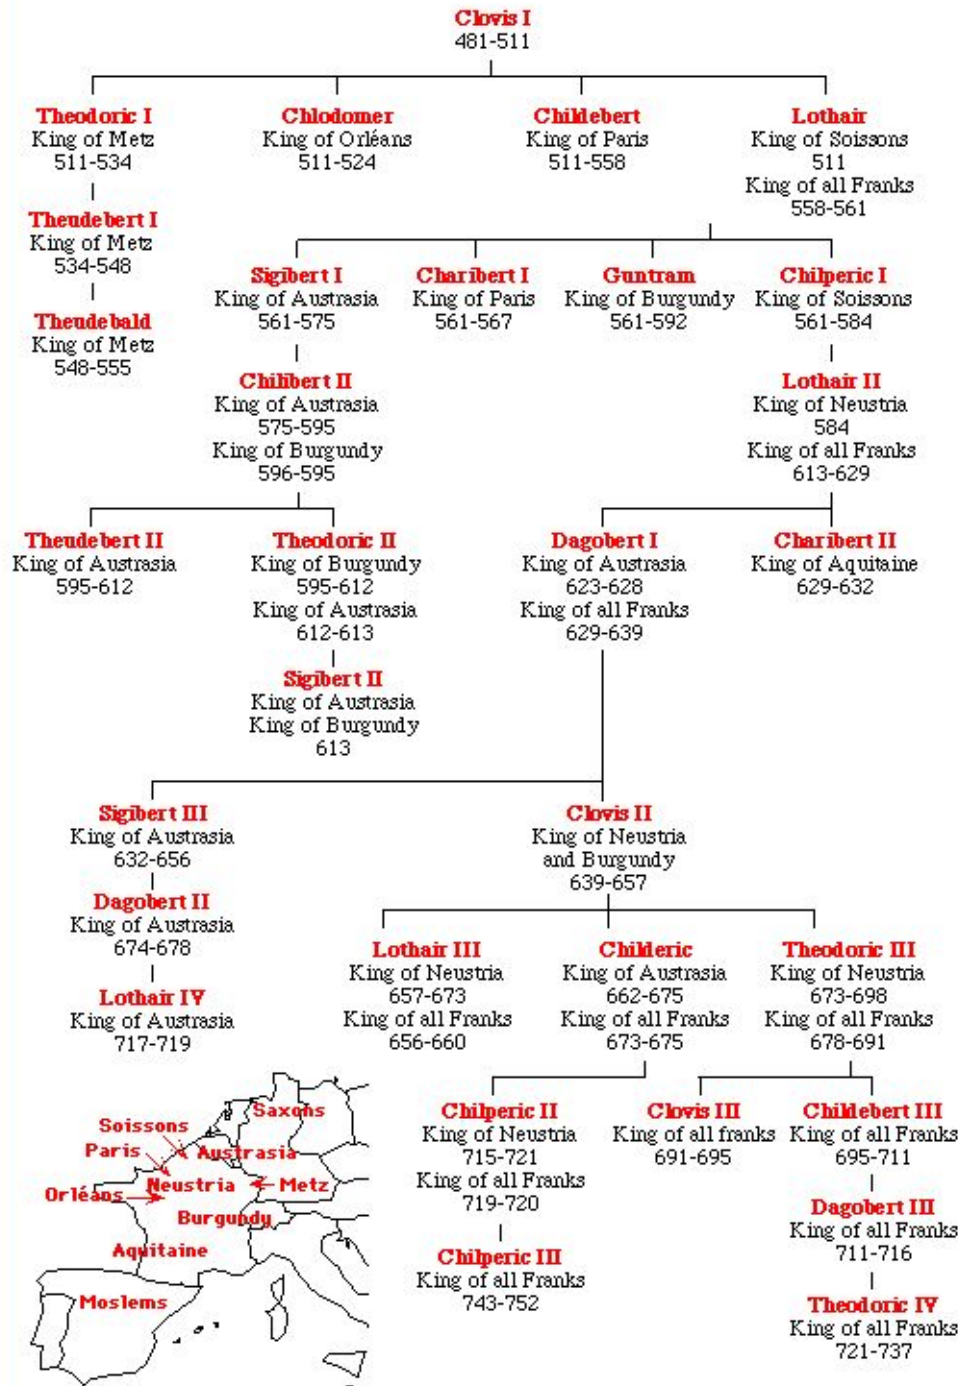 Clovis I
481-511
Theodoric I
King of Metz
511-534
Chlodomer
King of Orléans
511-524
Childebert
King of Paris
511-558
Lothair
King of Soissons
511
King of all Franks
558-561
Theudebert I
King of Metz
534-548
Theudebald
King of Metz
548-555
Sigibert I
King of Austrasia
561-575
Charibert I
King of Paris
561-567
Guntram
King of Burgundy
561-592
Chilperic I
King of Soissons
561-584
Chilibert II
King of Austrasia
575-595
King of Burgundy
596-595
Lothair II
King of Neustria
584
King of all Franks
613-629
Theudebert II
King of Austrasia
595-612
Theodoric II
King of Burgundy
595-612
King of Austrasia
612-613
Dagobert I
King of Austrasia
623-628
King of all Franks
629-639
Charibert II
King of Aquitaine
629-632
Sigibert II
King of Austrasia
King of Burgundy
613
Sigibert III
King of Austrasia
632-656
Clovis II
King of Neustria
and Burgundy
639-657
Dagobert II
King of Austrasia
674-678
Lothair IV
King of Austrasia
717-719
Lothair III
King of Neustria
657-673
King of all Franks
656-660
Childeric
King of Austrasia
662-675
King of all Franks
673-675
Theodoric III
King of Neustria
673-698
King of all Franks
678-691
Chilperic II
King of Neustria
715-721
King of all Franks
719-720
Clovis III
King of all franks
691-695
Childebert III
King of all Franks
695-711
Chilperic III
King of all Franks
743-752
Dagobert III
King of all Franks
711-716
Theodoric IV
King of all Franks
721-737
Saxons
Soissons
Paris
Austrasia
Neustria
Metz
Orléans
Burgundy
Aquitaine
Moslems